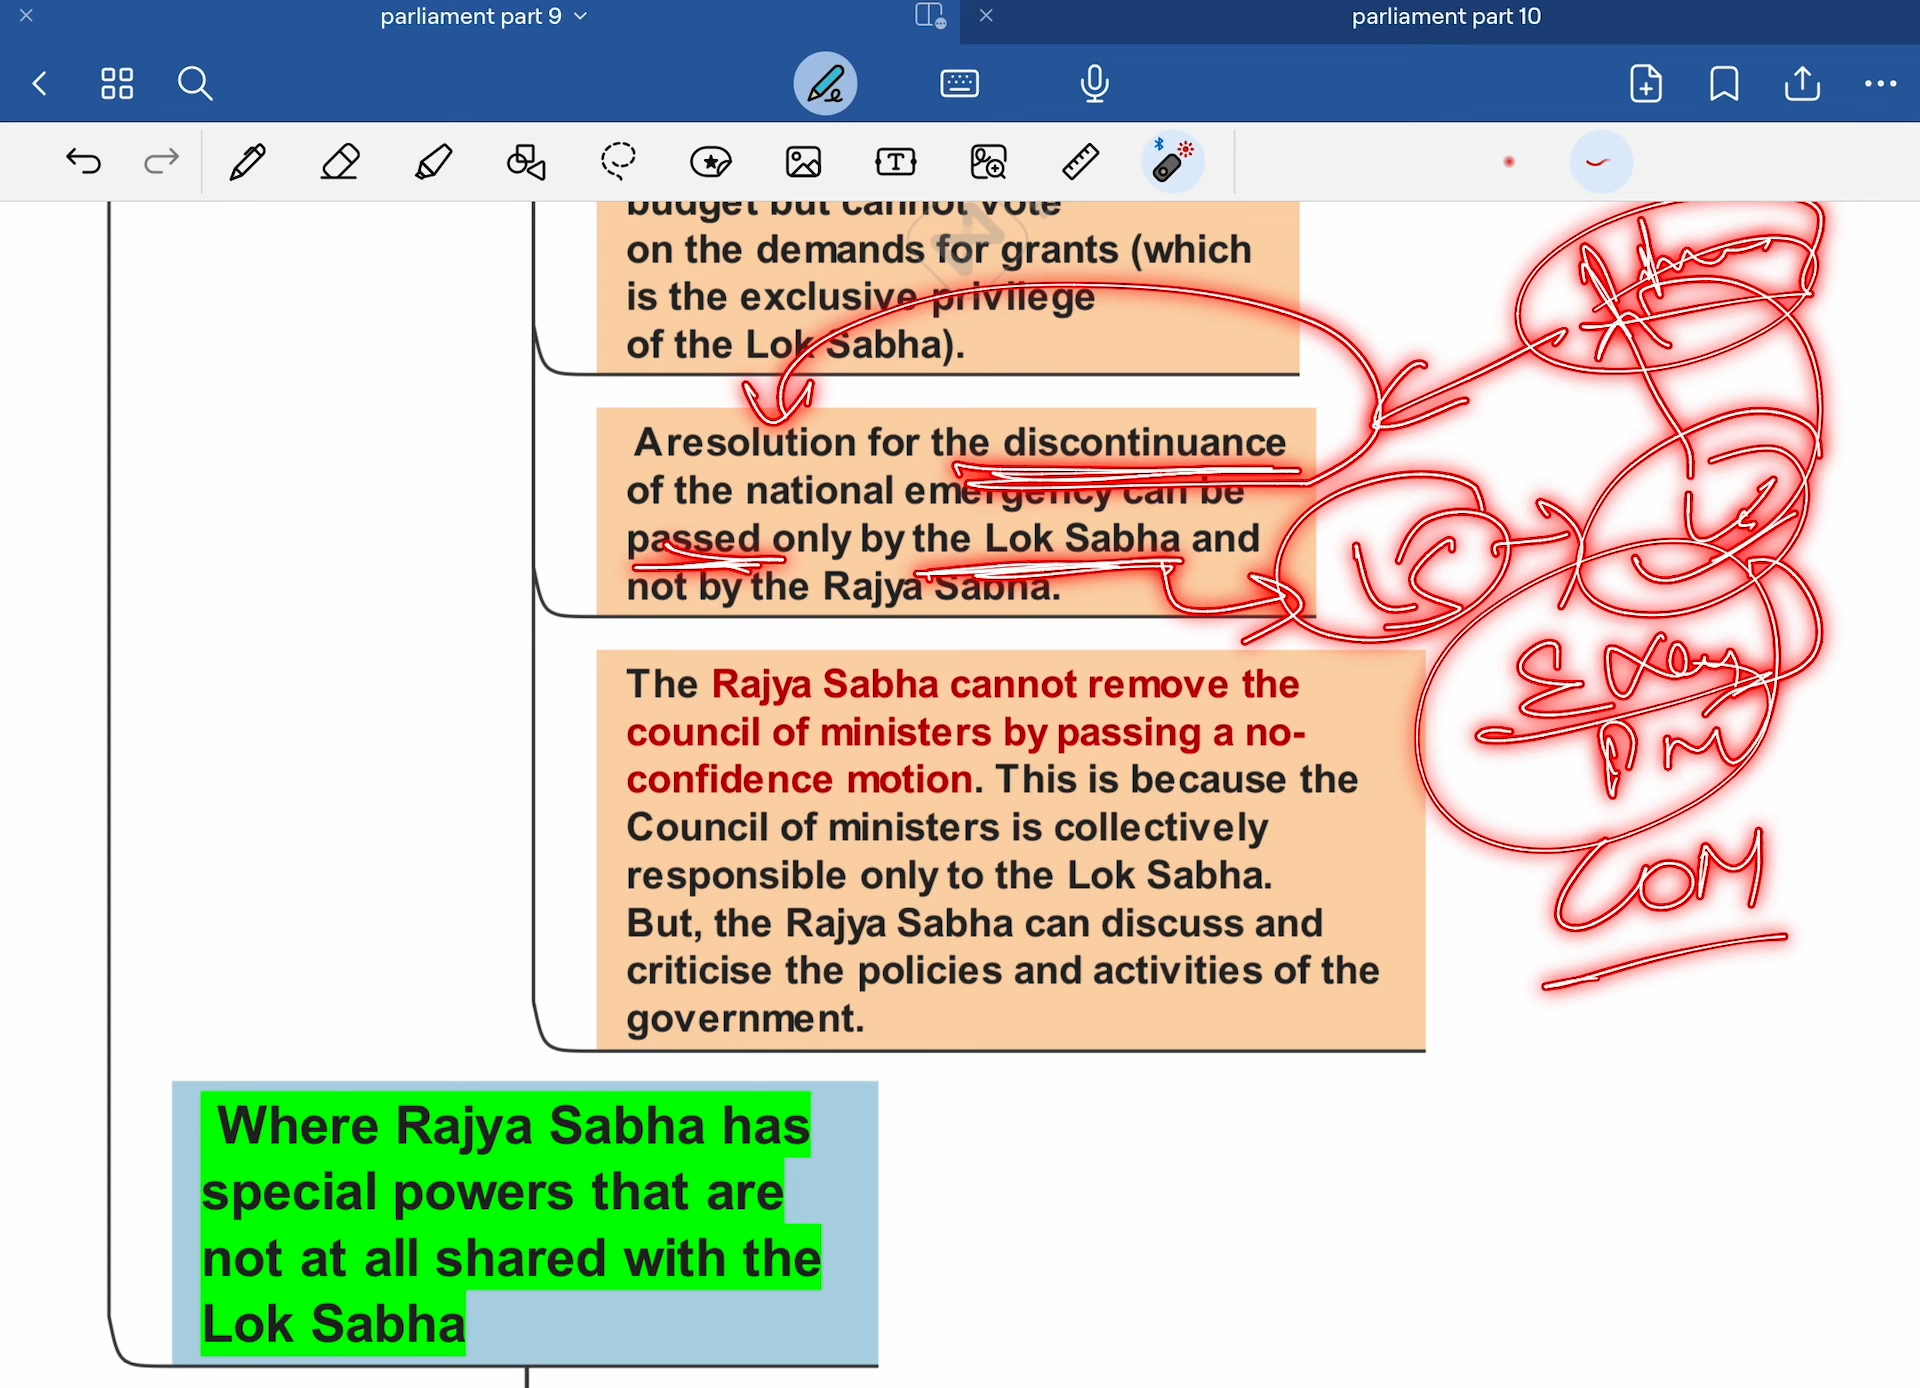 parliament part 9
parliament part 10
budget but cannot vote
on the demands for grants (which
is the exclusive privilege
of the Lok Sabha).
A resolution for the discontinuance
of the national emergency can be
passed only by the Lok Sabha and
not by the Rajya Sabha.
The Rajya Sabha cannot remove the
council of ministers by passing a no-
confidence motion. This is because the
Council of ministers is collectively
responsible only to the Lok Sabha.
But, the Rajya Sabha can discuss and
criticise the policies and activities of the
government.
LS
PM
COM
Where Rajya Sabha has
special powers that are
not at all shared with the
Lok Sabha